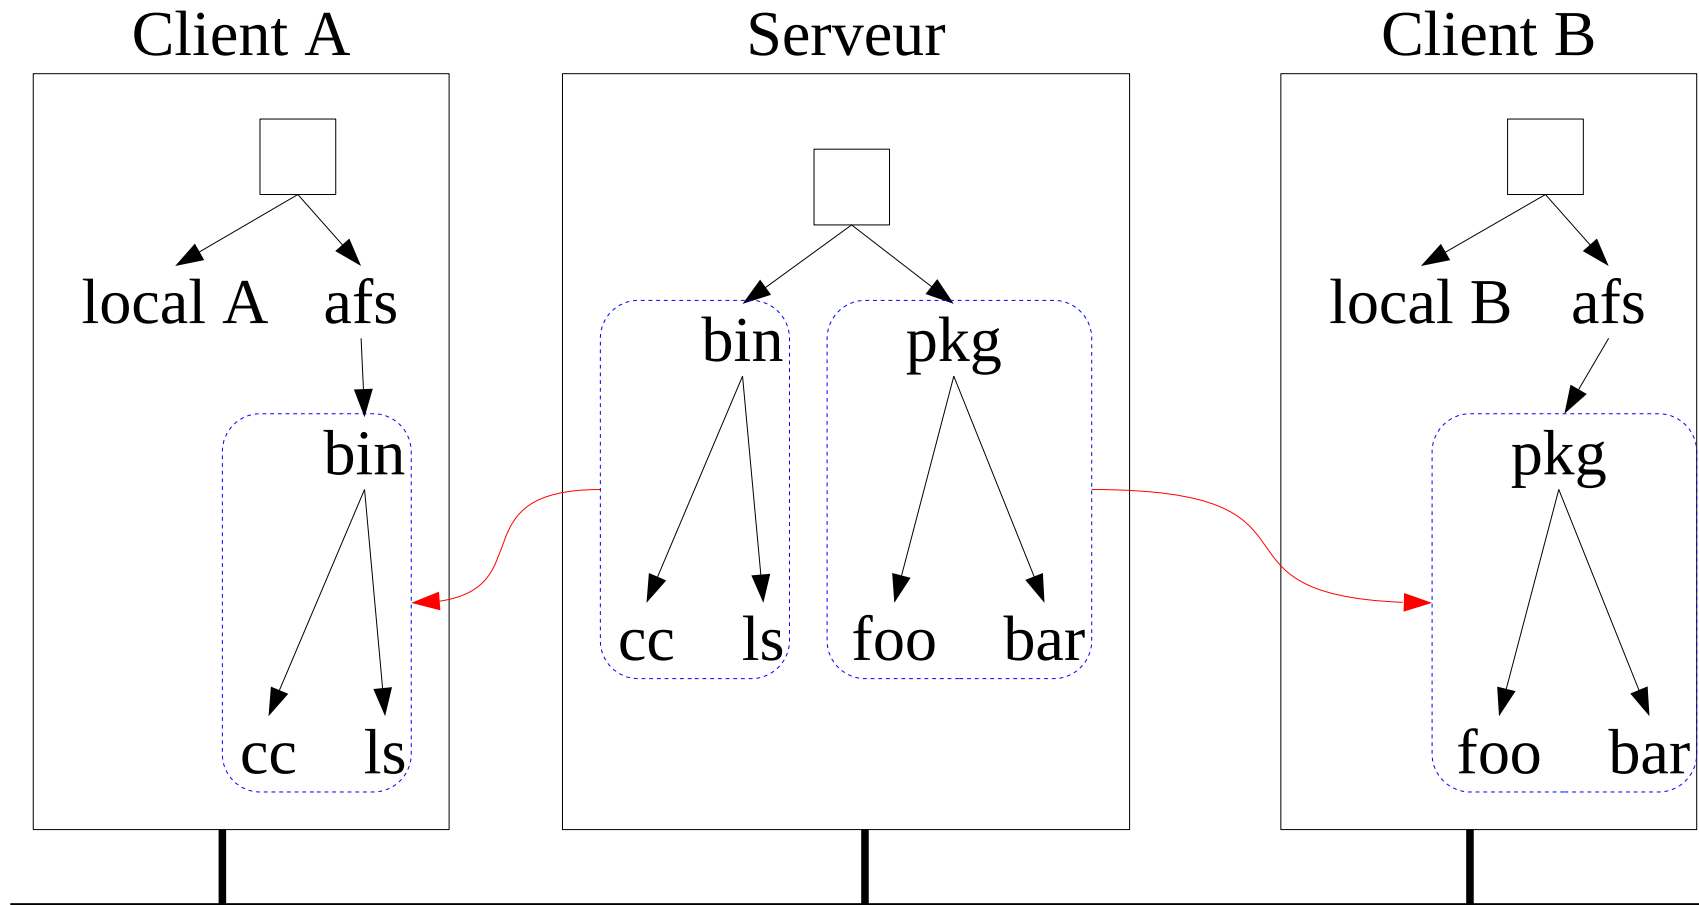 Client A
Serveur
Client B
local A
afs
bin
cc
ls
bin
pkg
cc
ls
foo
bar
local B
afs
pkg
foo
bar